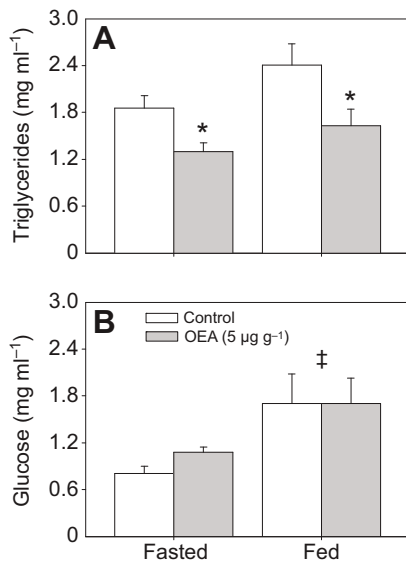 A
Triglycerides (mg ml⁻¹)
3.0
2.4
1.8
1.2
0.6
0
*
*
B
Glucose (mg ml⁻¹)
3.0
2.4
1.8
1.2
0.6
0
Control
OEA (5 µg g⁻¹)
‡
Fasted
Fed